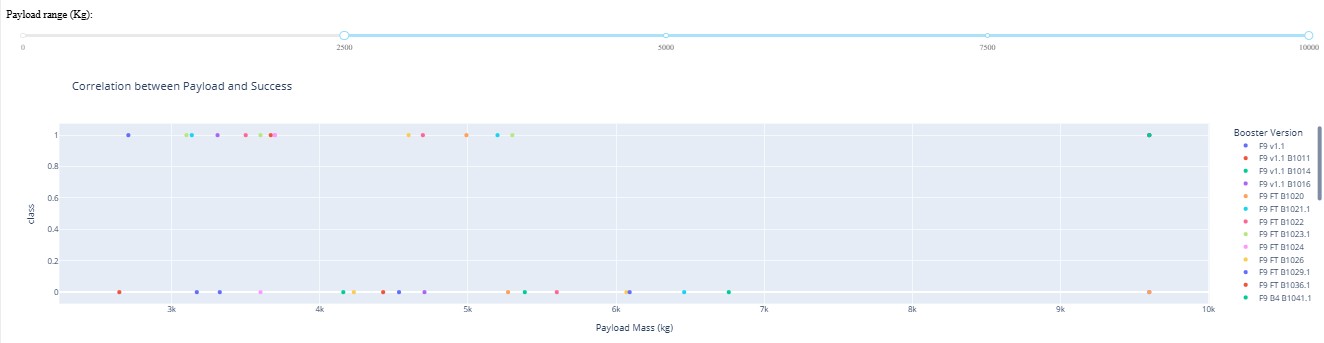 Payload range (Kg):
0 2500 5000 7500 10000
Correlation between Payload and Success
Booster Version
F9 v1.1
F9 v1.1 B1011
F9 v1.1 B1014
F9 v1.1 B1016
F9 FT B1020
F9 FT B1021.1
F9 FT B1022
F9 FT B1023.1
F9 FT B1024
F9 FT B1026
F9 FT B1029.1
F9 FT B1036.1
F9 B4 B1041.1
class
1
0.8
0.6
0.4
0.2
0
3k 4k 5k 6k 7k 8k 9k 10k
Payload Mass (kg)